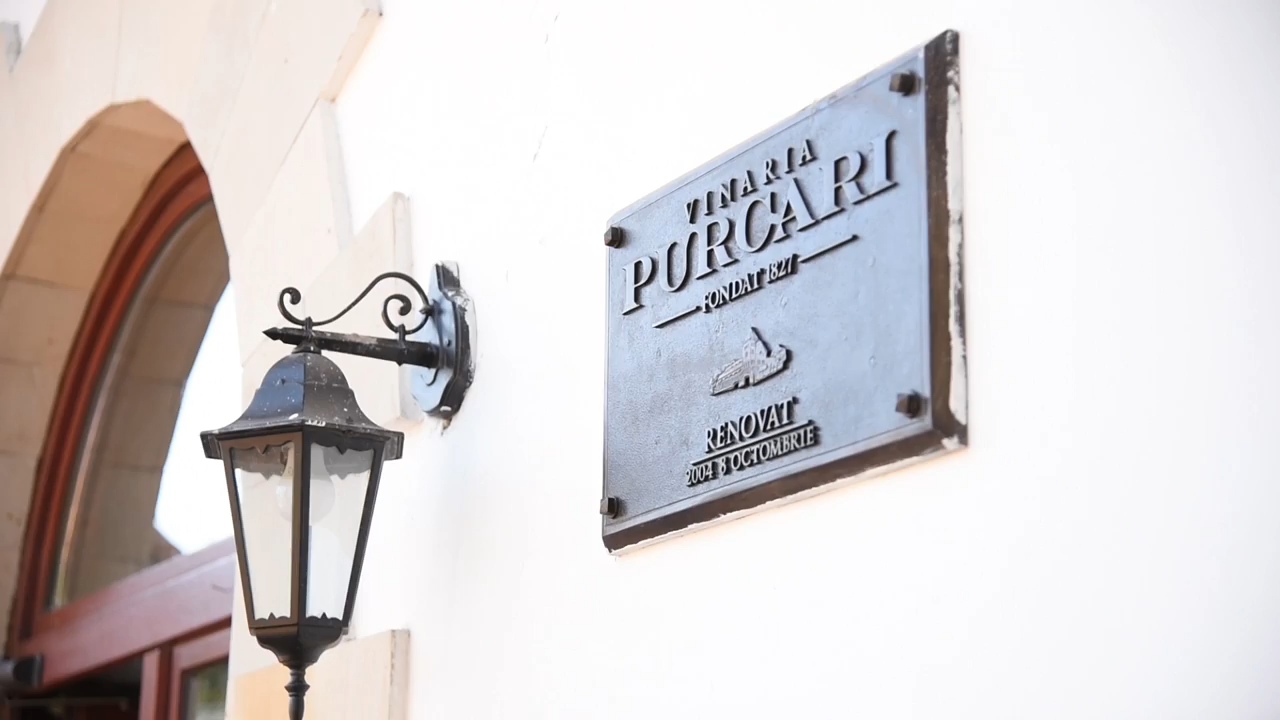 VINARIA
PURCARI
FONDAT 1827
RENOVAT
2004 8 OCTOMBRIE